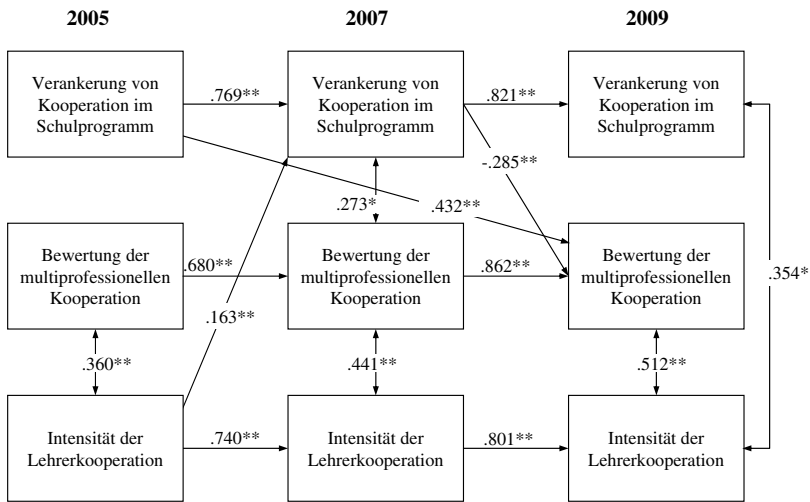 2005
2007
2009
Verankerung von
Kooperation im
Schulprogramm
.769**
Verankerung von
Kooperation im
Schulprogramm
.821**
Verankerung von
Kooperation im
Schulprogramm
-.285**
.273*
.432**
Bewertung der
multiprofessionellen
Kooperation
.680**
Bewertung der
multiprofessionellen
Kooperation
.862**
Bewertung der
multiprofessionellen
Kooperation
.354*
.163**
.360**
.441**
.512**
Intensität der
Lehrerkooperation
.740**
Intensität der
Lehrerkooperation
.801**
Intensität der
Lehrerkooperation